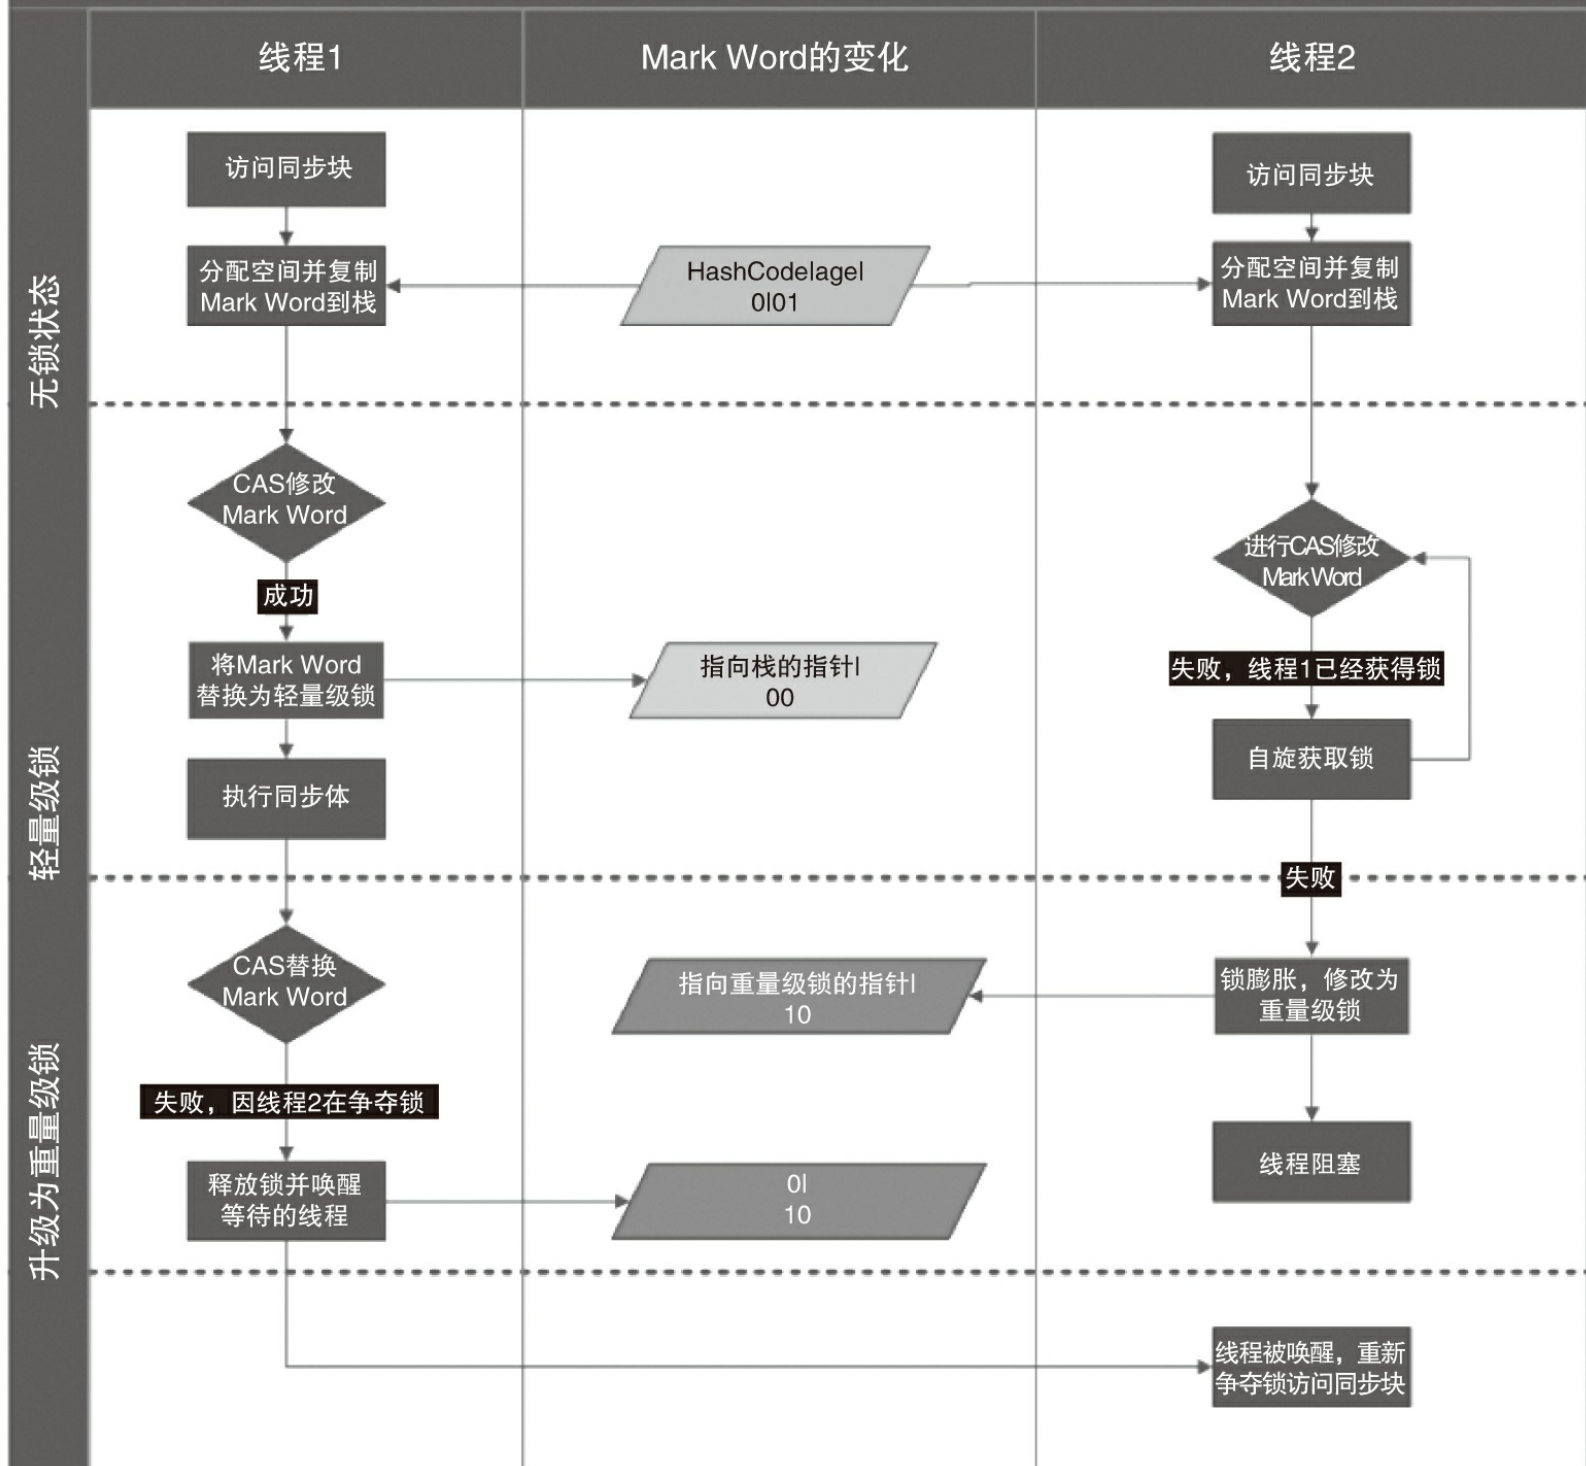 线程1
Mark Word的变化
线程2
访问同步块
访问同步块
分配空间并复制
Mark Word到栈
HashCodelagel
0l01
分配空间并复制
Mark Word到栈
无锁状态
CAS修改
Mark Word
进行CAS修改
Mark Word
成功
将Mark Word
替换为轻量级锁
指向栈的指针l
00
失败，线程1已经获得锁
自旋获取锁
执行同步体
轻量级锁
失败
CAS替换
Mark Word
指向重量级锁的指针l
10
锁膨胀，修改为
重量级锁
失败，因线程2在争夺锁
线程阻塞
释放锁并唤醒
等待的线程
0l
10
升级为重量级锁
线程被唤醒，重新
争夺锁访问同步块